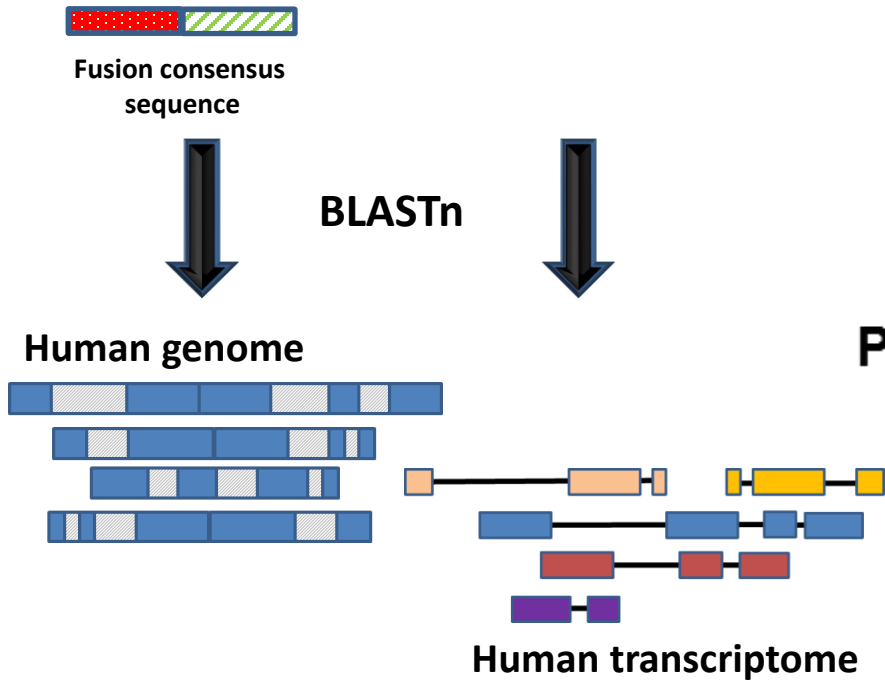 Fusion consensus
sequence
BLASTn
Human genome
P
Human transcriptome